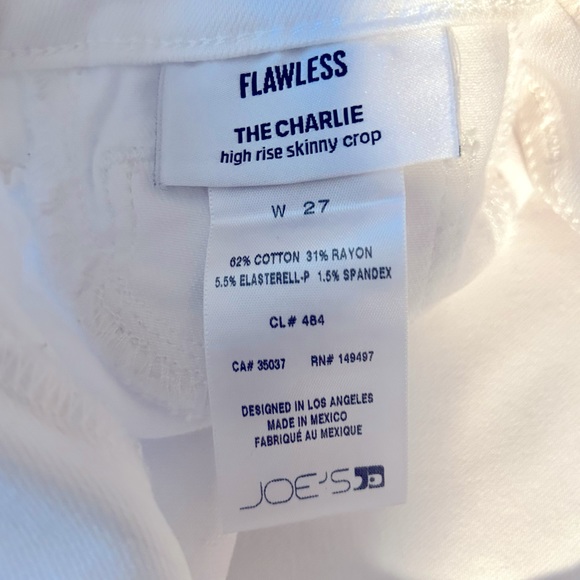 FLAWLESS
THE CHARLIE
high rise skinny crop
W 27
62% COTTON 31% RAYON
5.5% ELASTERELL-P 1.5% SPANDEX
CL# 484
CA# 35037 RN# 149497
DESIGNED IN LOS ANGELES
MADE IN MEXICO
FABRIQUÉ AU MEXIQUE
JOE'S